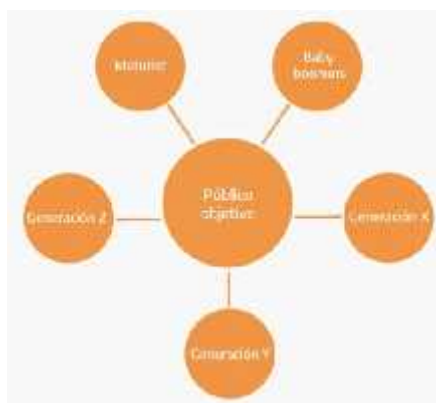 Baby
boomers
Público
objetivo
Generación Z
Generación X
Generación Y